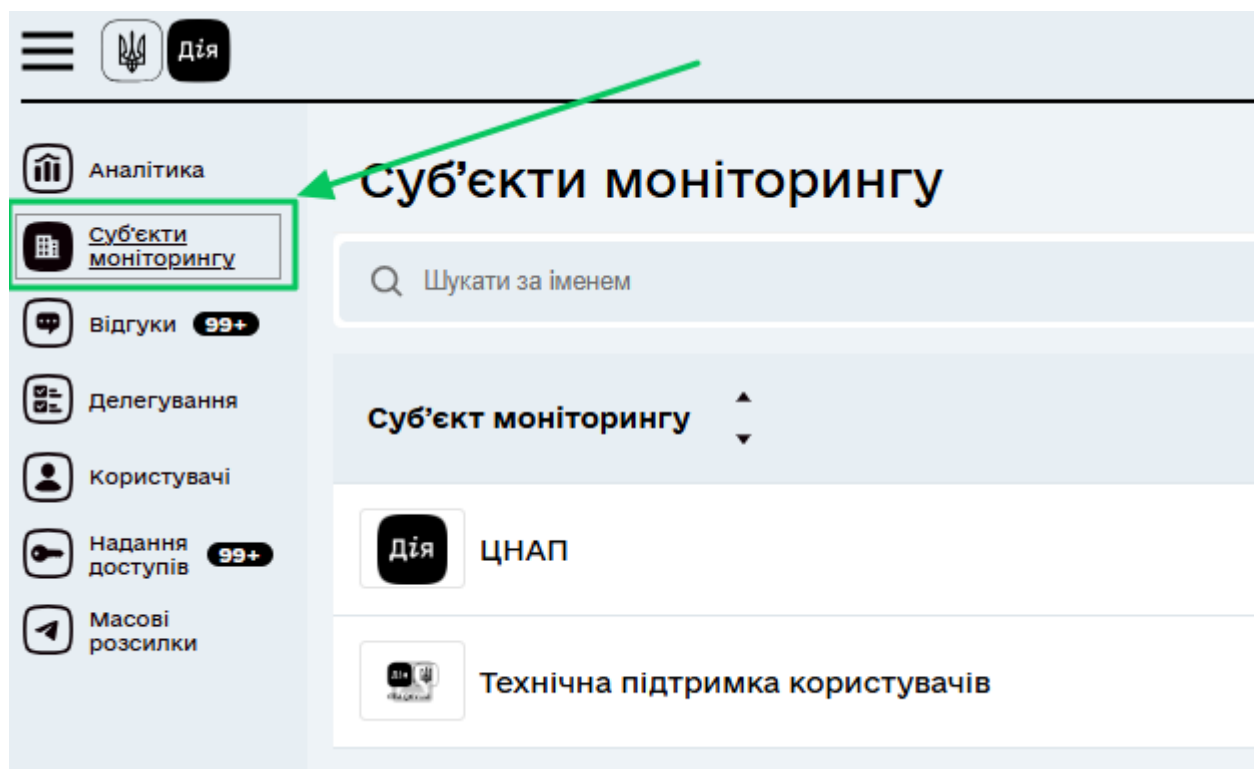 Дія
Аналітика
Суб'єкти
моніторингу
Відгуки 99+
Делегування
Користувачі
Надання
доступів 99+
Масові
розсилки
Суб’єкти моніторингу
Шукати за іменем
Суб’єкт моніторингу
Дія ЦНАП
Технічна підтримка користувачів